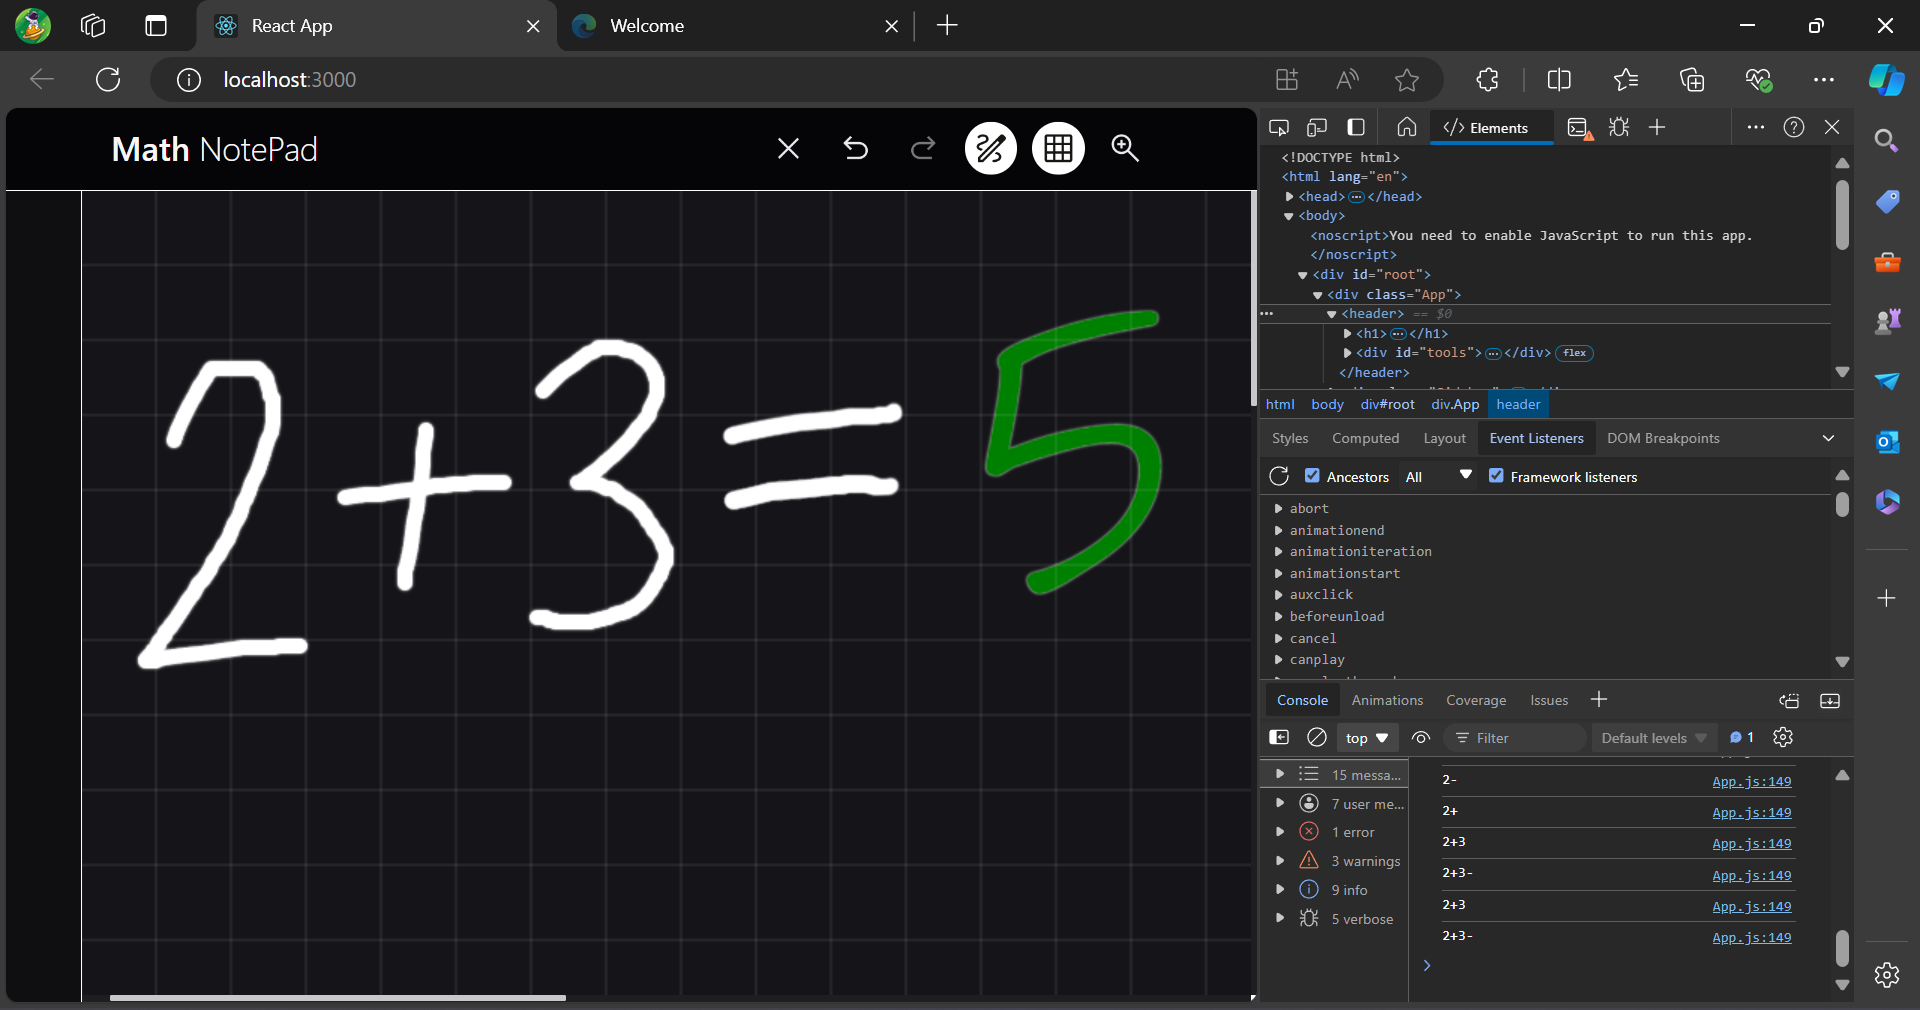 React App
Welcome
localhost:3000
Math NotePad
2+3=5
Elements
<!DOCTYPE html>
<html lang="en">
<head>…</head>
<body>
<noscript>You need to enable JavaScript to run this app.
</noscript>
<div id="root">
<div class="App">
<header> == $0
<h1>…</h1>
<div id="tools">…</div> flex
</header>
html body div#root div.App header
Styles Computed Layout Event Listeners DOM Breakpoints
Ancestors All Framework listeners
abort
animationend
animationiteration
animationstart
auxclick
beforeunload
cancel
canplay
Console Animations Coverage Issues
top Filter Default levels 1
15 messa...
7 user me...
1 error
3 warnings
9 info
5 verbose
2- App.js:149
2+ App.js:149
2+3 App.js:149
2+3- App.js:149
2+3 App.js:149
2+3- App.js:149